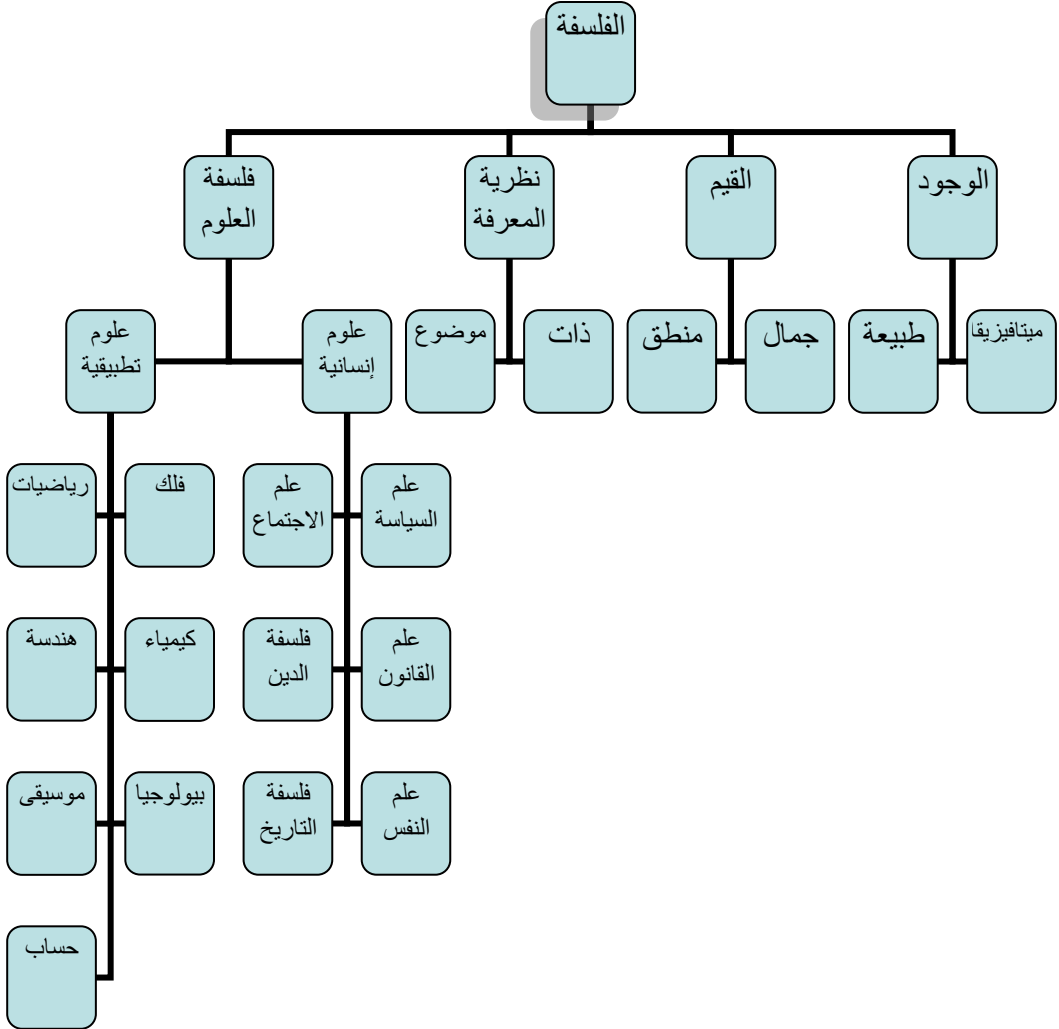 الفلسفة
الوجود
القيم
نظرية
المعرفة
فلسفة
العلوم
ميتافيزيقا
طبيعة
جمال
منطق
ذات
موضوع
علوم
إنسانية
علوم
تطبيقية
علم
السياسة
علم
الاجتماع
فلك
رياضيات
علم
القانون
فلسفة
الدين
كيمياء
هندسة
علم
النفس
فلسفة
التاريخ
بيولوجيا
موسيقى
حساب